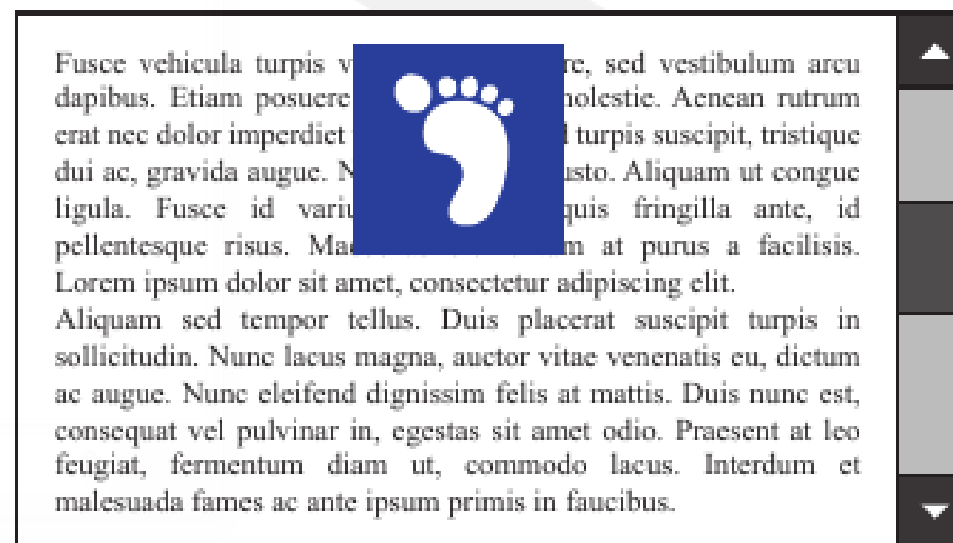 Fusce vehicula turpis sed vestibulum arcu
dapibus. Etiam posuere Aenean rutrum
erat nec dolor imperdiet turpis suscipit, tristique
dui ac, gravida augue. Aliquam ut congue
ligula. Fusce id quis fringilla ante, id
pellentesque risus. at purus a facilisis.
Lorem ipsum dolor sit amet, consectetur adipiscing elit.
Aliquam sed tempor tellus. Duis placerat suscipit turpis in
sollicitudin. Nunc lacus magna, auctor vitae venenatis eu, dictum
ac augue. Nunc eleifend dignissim felis at mattis. Duis nunc est,
consequat vel pulvinar in, egestas sit amet odio. Praesent at leo
feugiat, fermentum diam ut, commodo lacus. Interdum et
malesuada fames ac ante ipsum primis in faucibus.